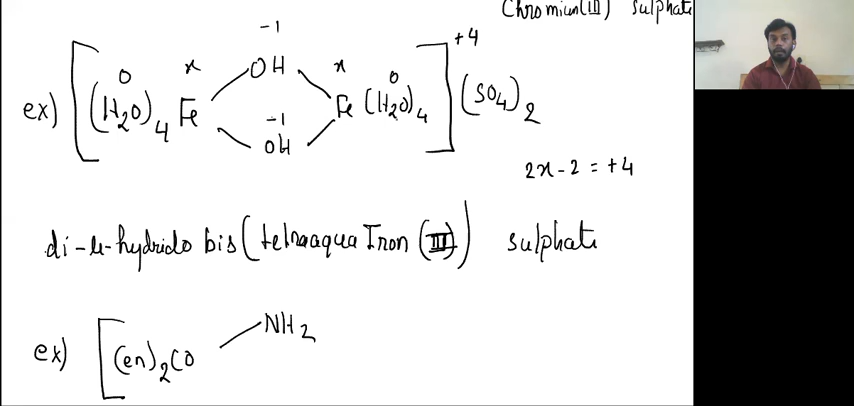 Chromium(III) sulphate
-1 +4
0 x OH x 0
ex) [(H2O)4 Fe Fe (H2O)4] (SO4)2
-1
OH
2x-2 = +4
di-μ-hydrido bis(tetraaqua Iron (III)) sulphate
NH2
ex) [(en)2CO